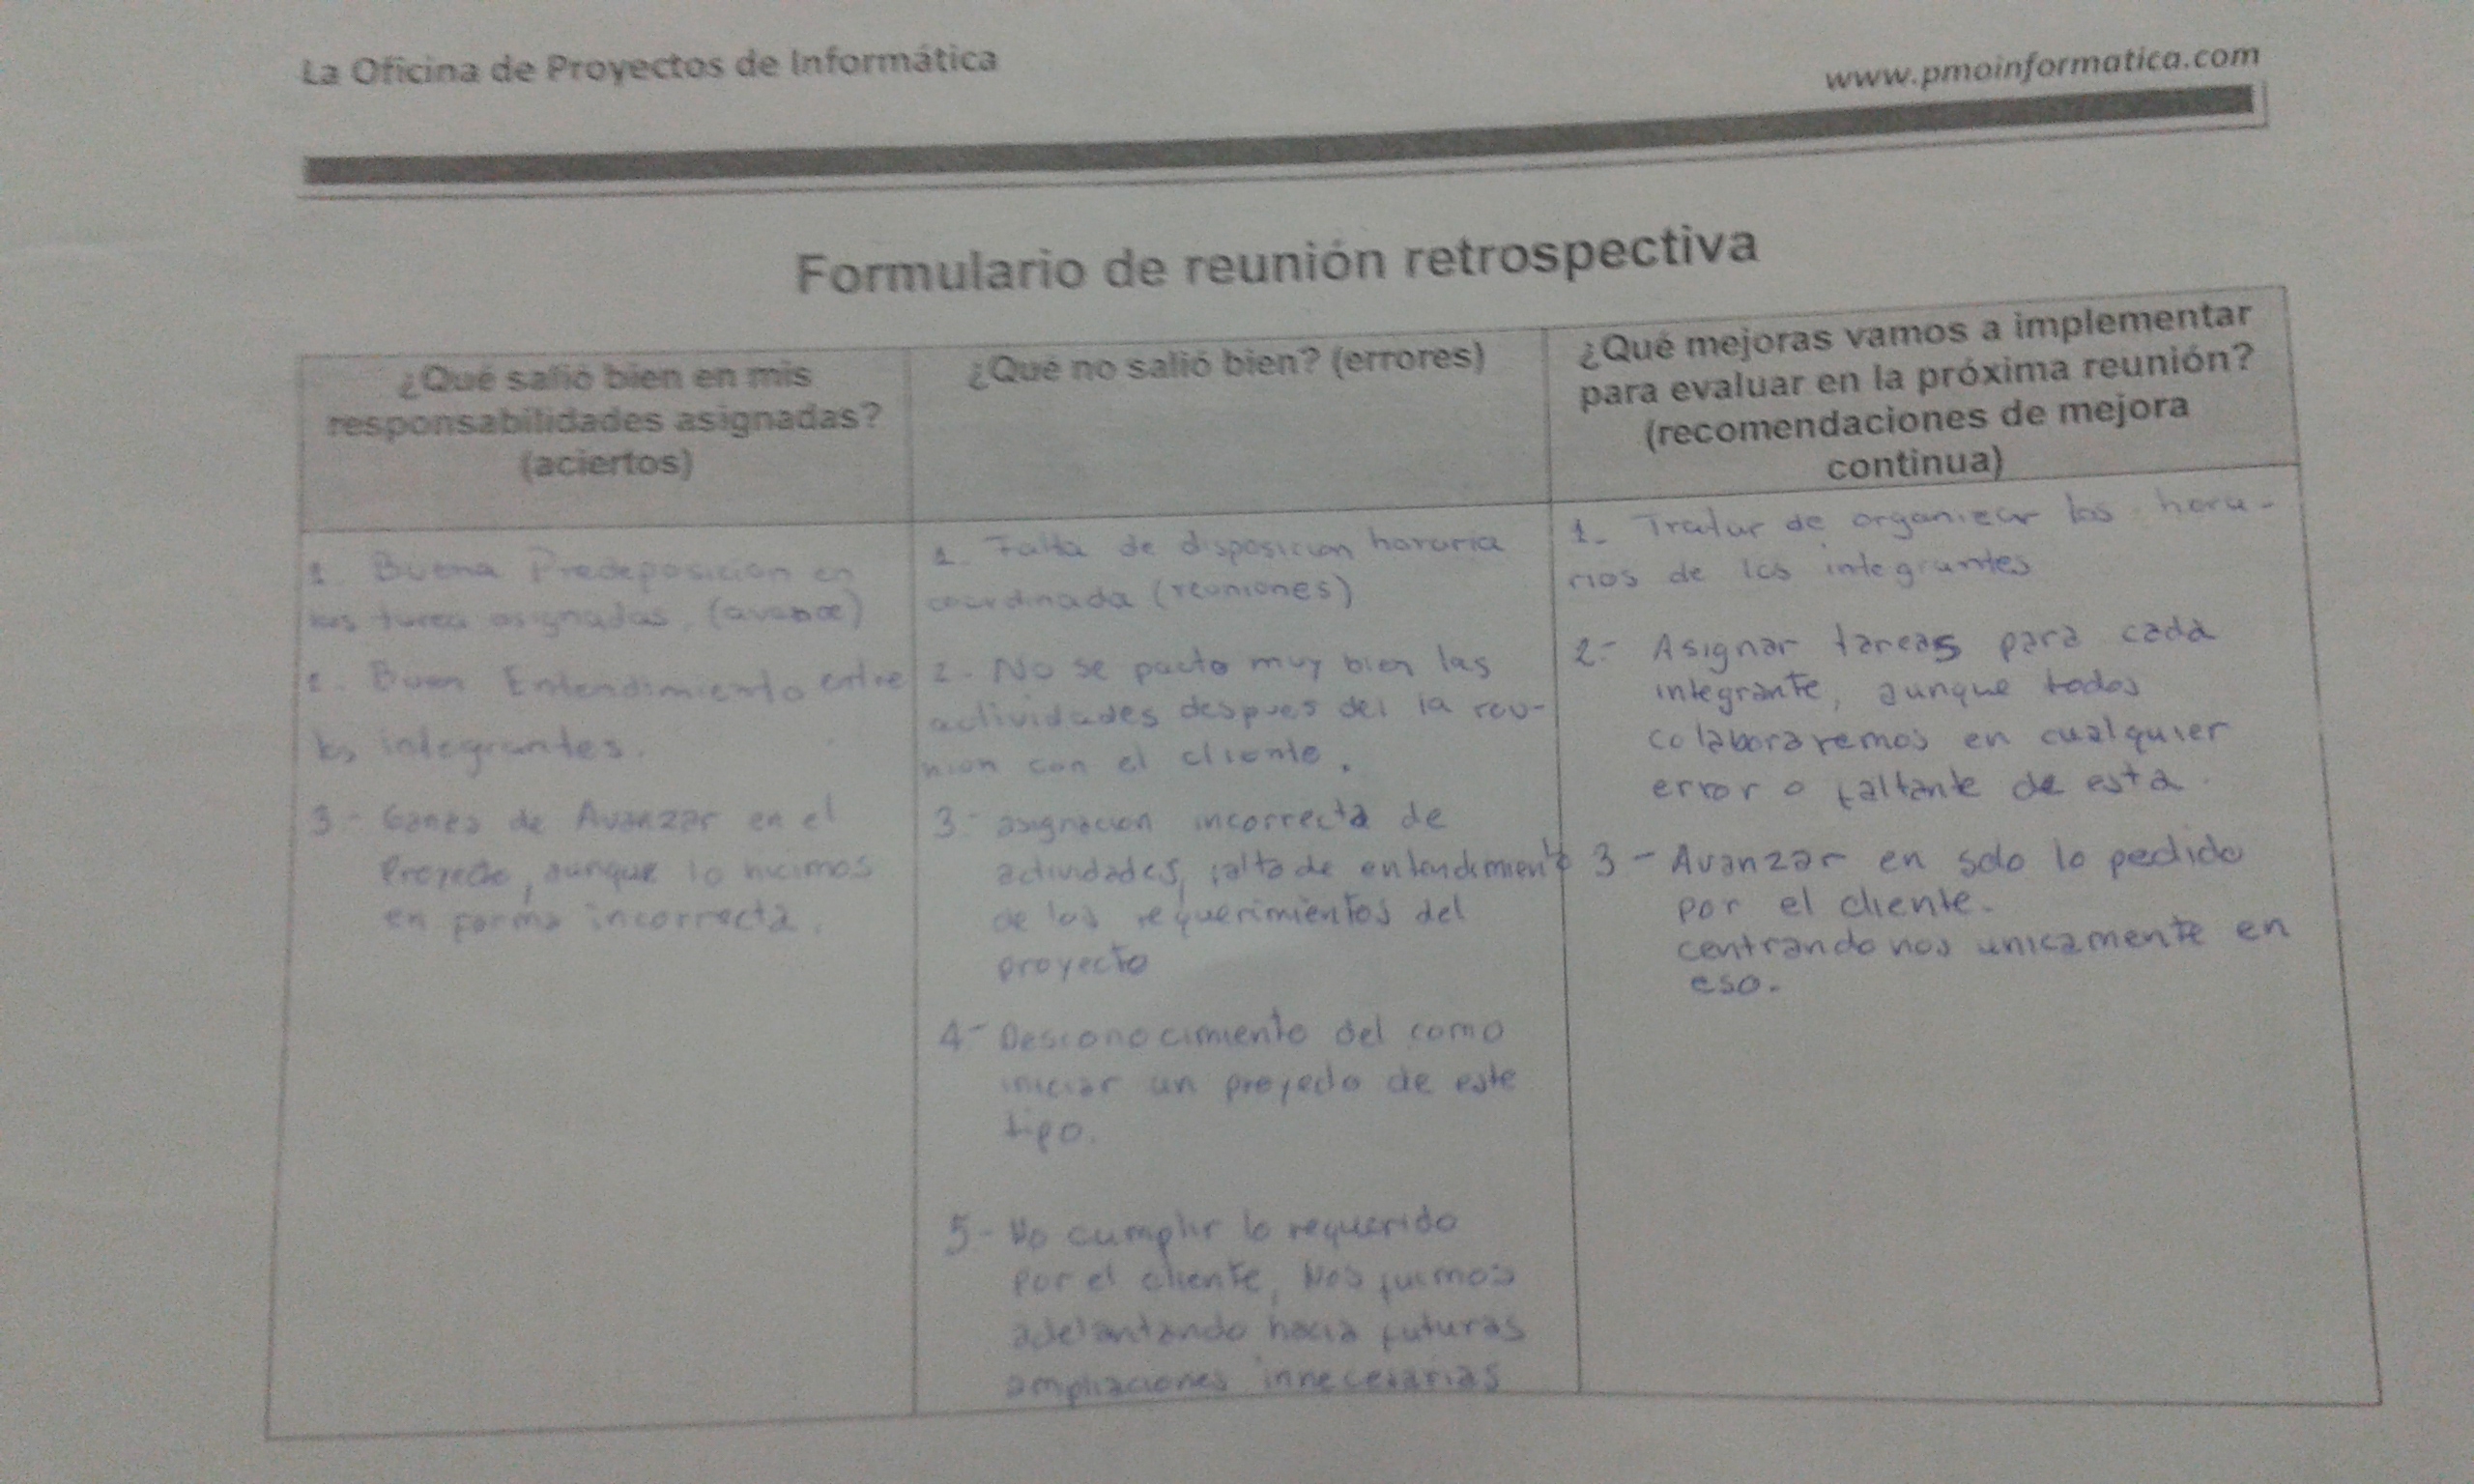 La Oficina de Proyectos de Informática
www.pmoinformatica.com
Formulario de reunión retrospectiva
¿Qué salió bien en mis
responsabilidades asignadas?
(aciertos)
1. Buena Predeposicion en
las tarea asignadas, (avance)
2. Buen Entendimiento entre
los integrantes.
3- Ganas de Avanzar en el
Proyecto, aunque lo hicimos
en forma incorrecta.
¿Qué no salió bien? (errores)
1. Falta de disposicion horaria
coordinada (reuniones)
2- No se pacto muy bien las
actividades despues del la reu-
nion con el cliente.
3- asignacion incorrecta de
actividades, falta de entendimiento
de los requerimientos del
proyecto
4- Desconocimiento del como
iniciar un proyecto de este
tipo.
5- No cumplir lo requerido
por el cliente, Nos fuimos
adelantando hacia futuras
ampliaciones innecesarias
¿Qué mejoras vamos a implementar
para evaluar en la próxima reunión?
(recomendaciones de mejora
continua)
1. Tratar de organizar los hora-
rios de los integrantes
2.- Asignar tareas para cada
integrante, aunque todos
colaboraremos en cualquier
error o faltante de esta.
3- Avanzar en solo lo pedido
por el cliente.
centrando nos unicamente en
eso.